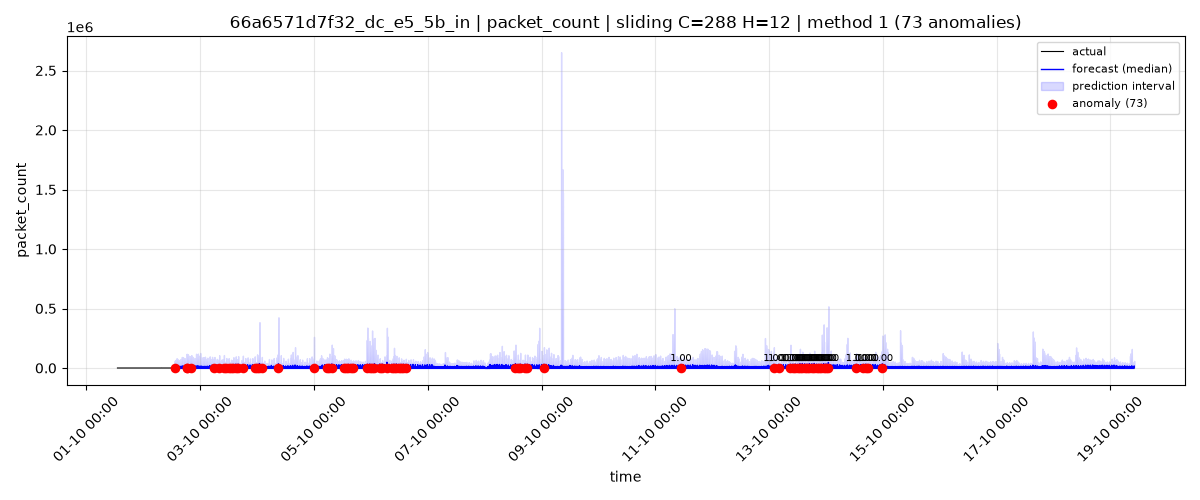 66a6571d7f32_dc_e5_5b_in | packet_count | sliding C=288 H=12 | method 1 (73 anomalies)
1e6
actual
forecast (median)
prediction interval
anomaly (73)
2.5
2.0
1.5
1.0
0.5
0.0
packet_count
1.00
01-10 00:00
03-10 00:00
05-10 00:00
07-10 00:00
09-10 00:00
11-10 00:00
13-10 00:00
15-10 00:00
17-10 00:00
19-10 00:00
time